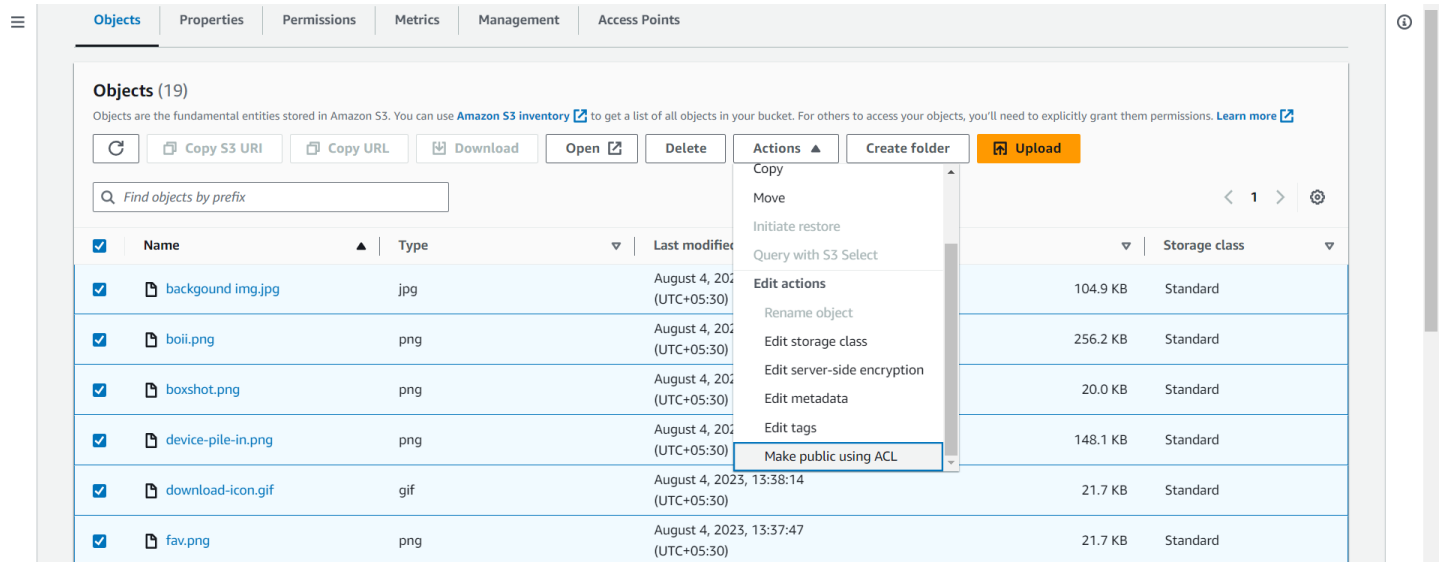 Objects Properties Permissions Metrics Management Access Points
Objects (19)
Objects are the fundamental entities stored in Amazon S3. You can use Amazon S3 inventory to get a list of all objects in your bucket. For others to access your objects, you'll need to explicitly grant them permissions. Learn more
Copy S3 URI Copy URL Download Open Delete Actions Create folder Upload
Copy
Find objects by prefix Move 1
Initiate restore
Name Type Last modified Storage class
Query with S3 Select
Edit actions
backgound img.jpg jpg August 4, 202 104.9 KB Standard
(UTC+05:30)
Rename object
boii.png png August 4, 202 256.2 KB Standard
(UTC+05:30)
Edit storage class
Edit server-side encryption
boxshot.png png August 4, 202 20.0 KB Standard
(UTC+05:30)
Edit metadata
Edit tags
device-pile-in.png png August 4, 202 148.1 KB Standard
(UTC+05:30)
Make public using ACL
download-icon.gif gif August 4, 2023, 13:38:14 21.7 KB Standard
(UTC+05:30)
fav.png png August 4, 2023, 13:37:47 21.7 KB Standard
(UTC+05:30)